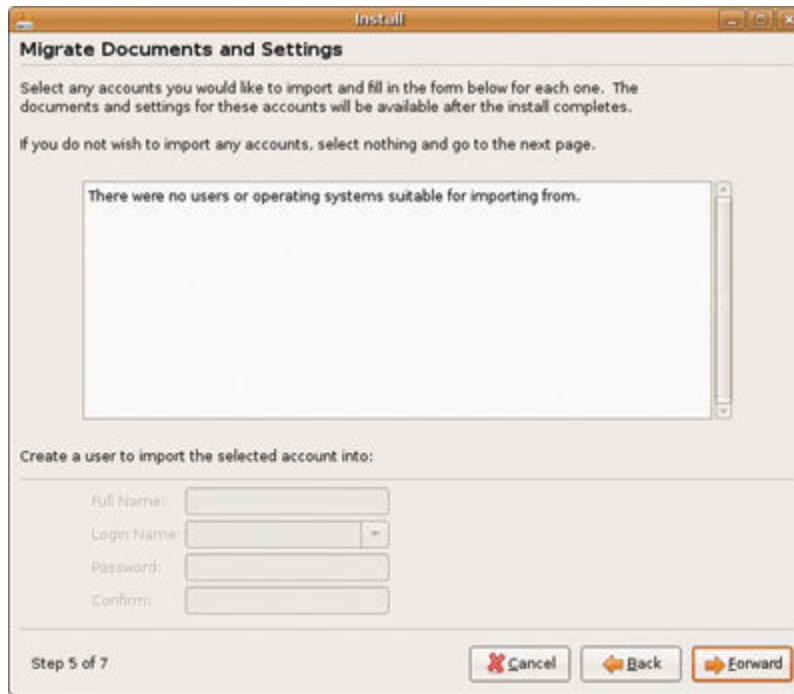 Install
Migrate Documents and Settings
Select any accounts you would like to import and fill in the form below for each one. The
documents and settings for these accounts will be available after the install completes.
If you do not wish to import any accounts, select nothing and go to the next page.
There were no users or operating systems suitable for importing from.
Create a user to import the selected account into:
Full Name:
Login Name:
Password:
Confirm:
Step 5 of 7
Cancel
Back
Forward